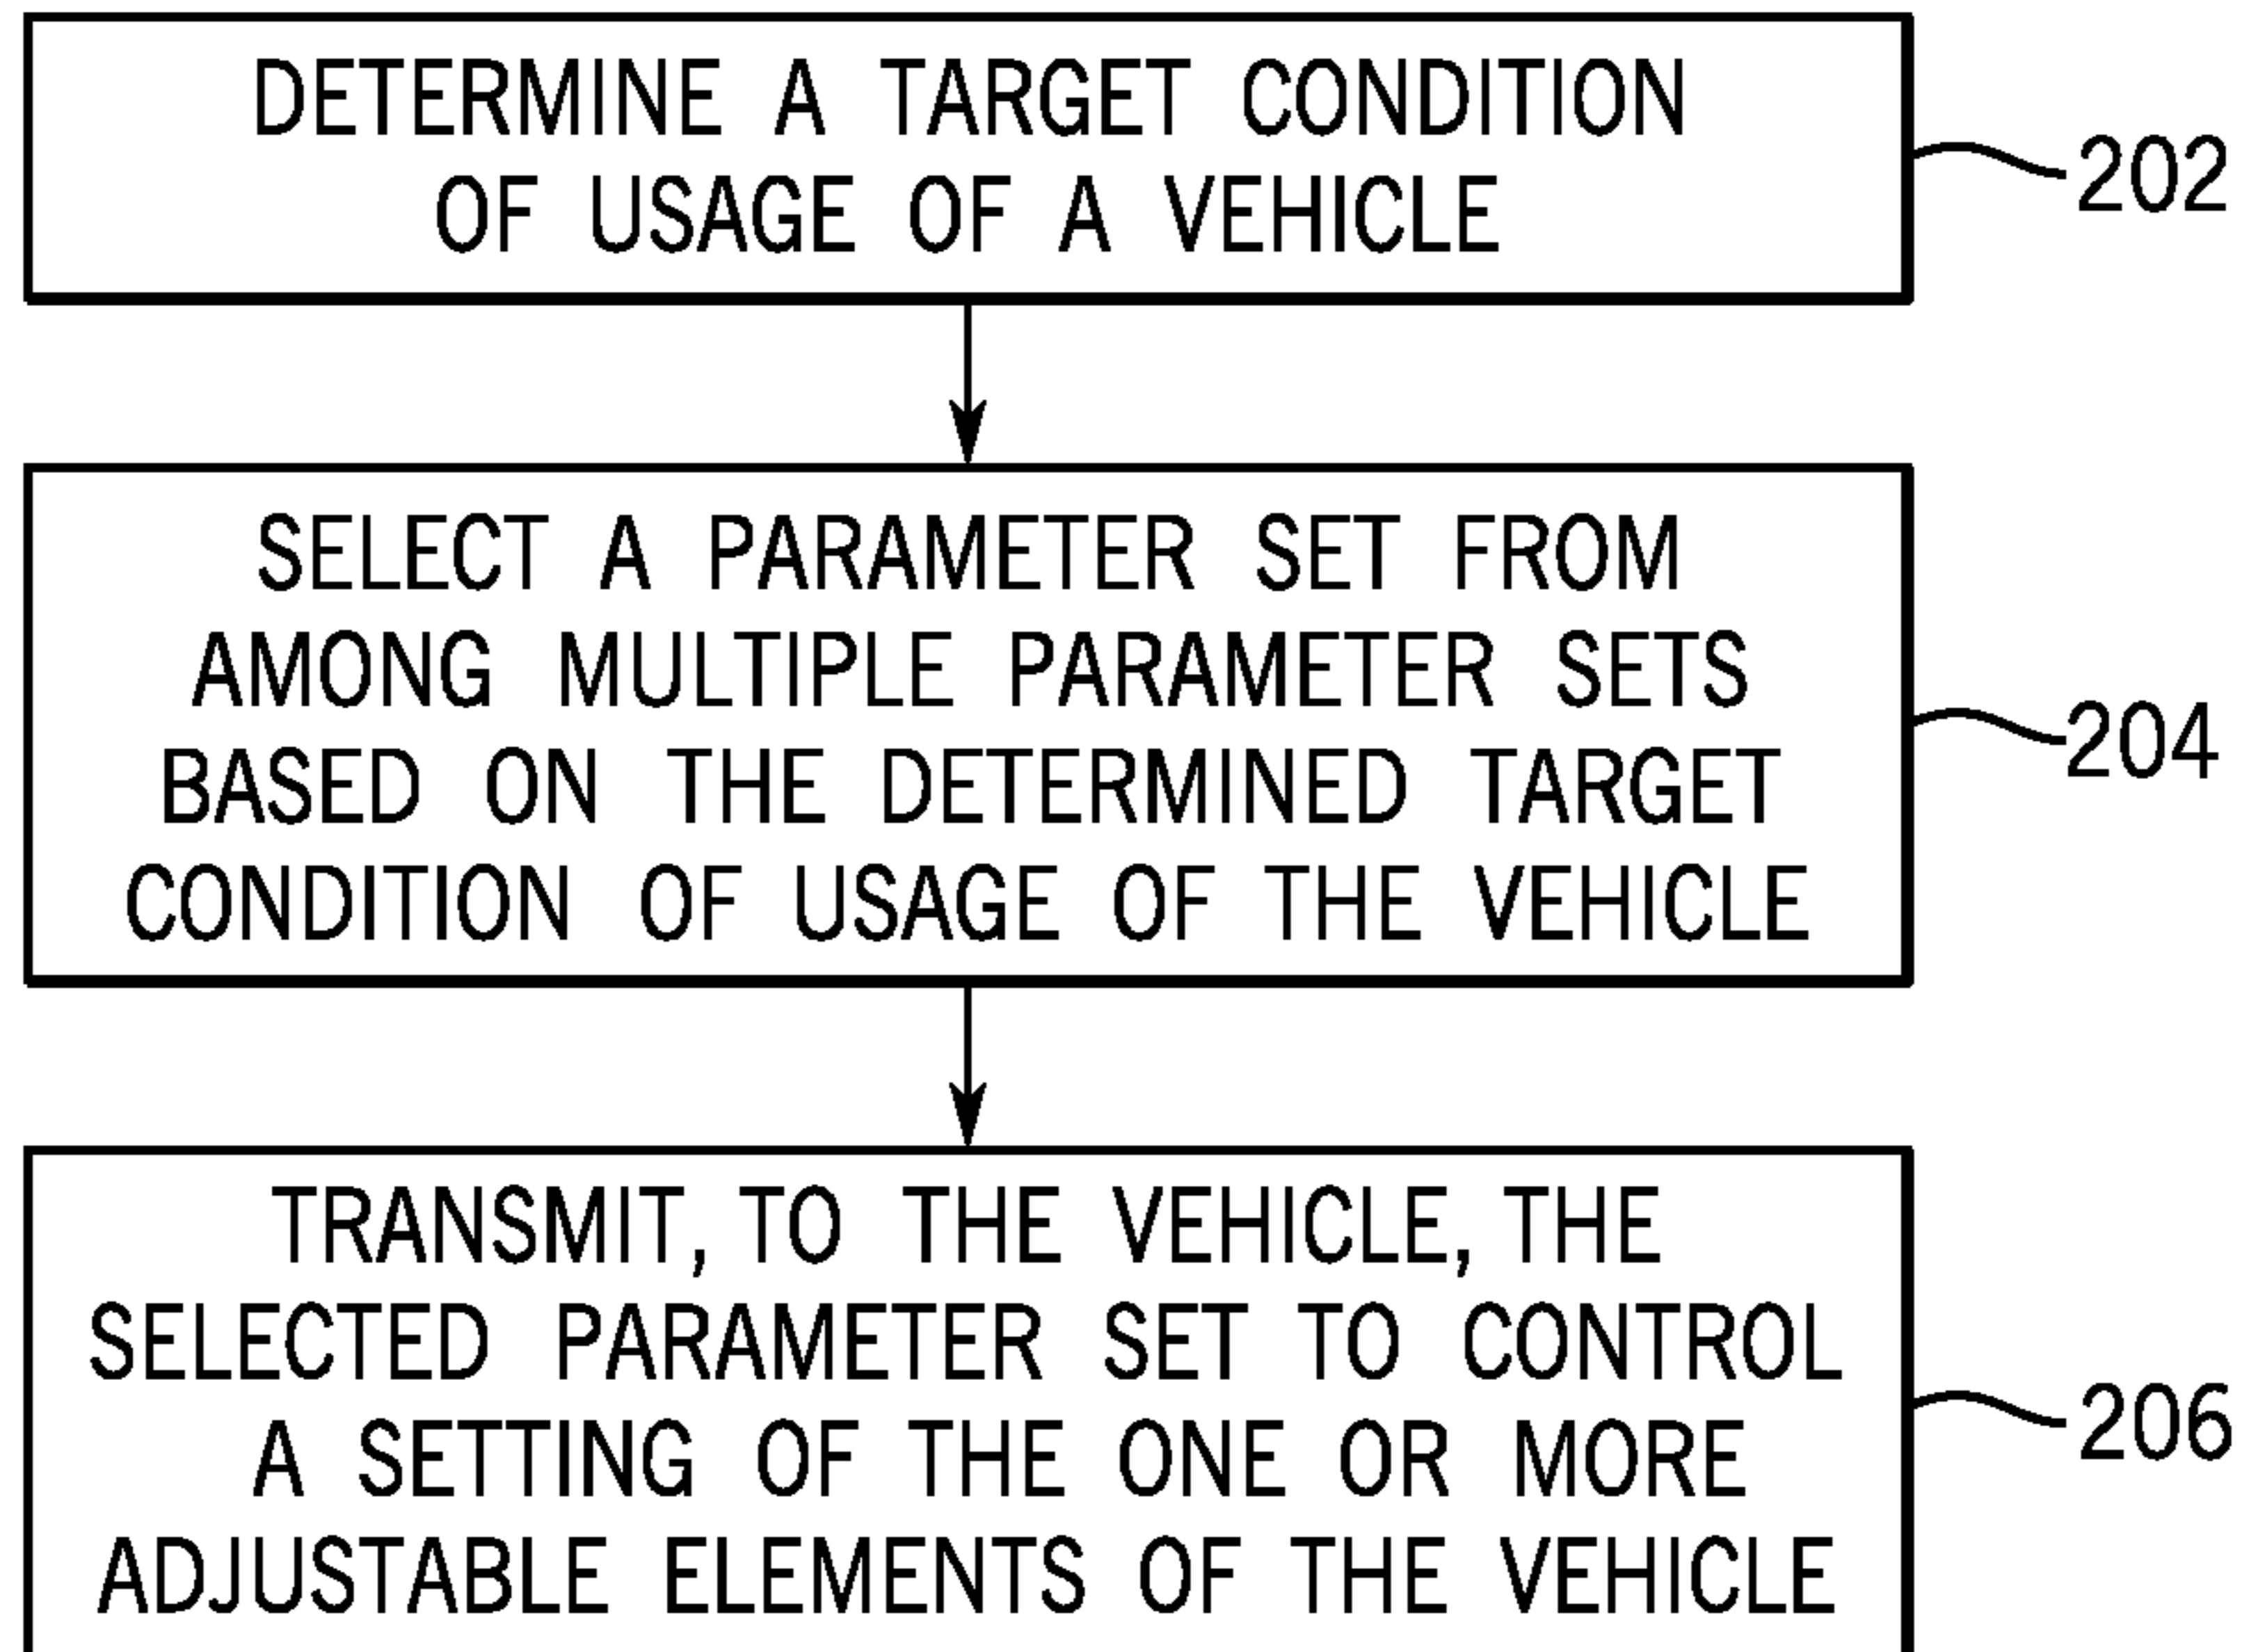 DETERMINE A TARGET CONDITION
OF USAGE OF A VEHICLE
202
SELECT A PARAMETER SET FROM
AMONG MULTIPLE PARAMETER SETS
BASED ON THE DETERMINED TARGET
CONDITION OF USAGE OF THE VEHICLE
204
TRANSMIT, TO THE VEHICLE, THE
SELECTED PARAMETER SET TO CONTROL
A SETTING OF THE ONE OR MORE
ADJUSTABLE ELEMENTS OF THE VEHICLE
206